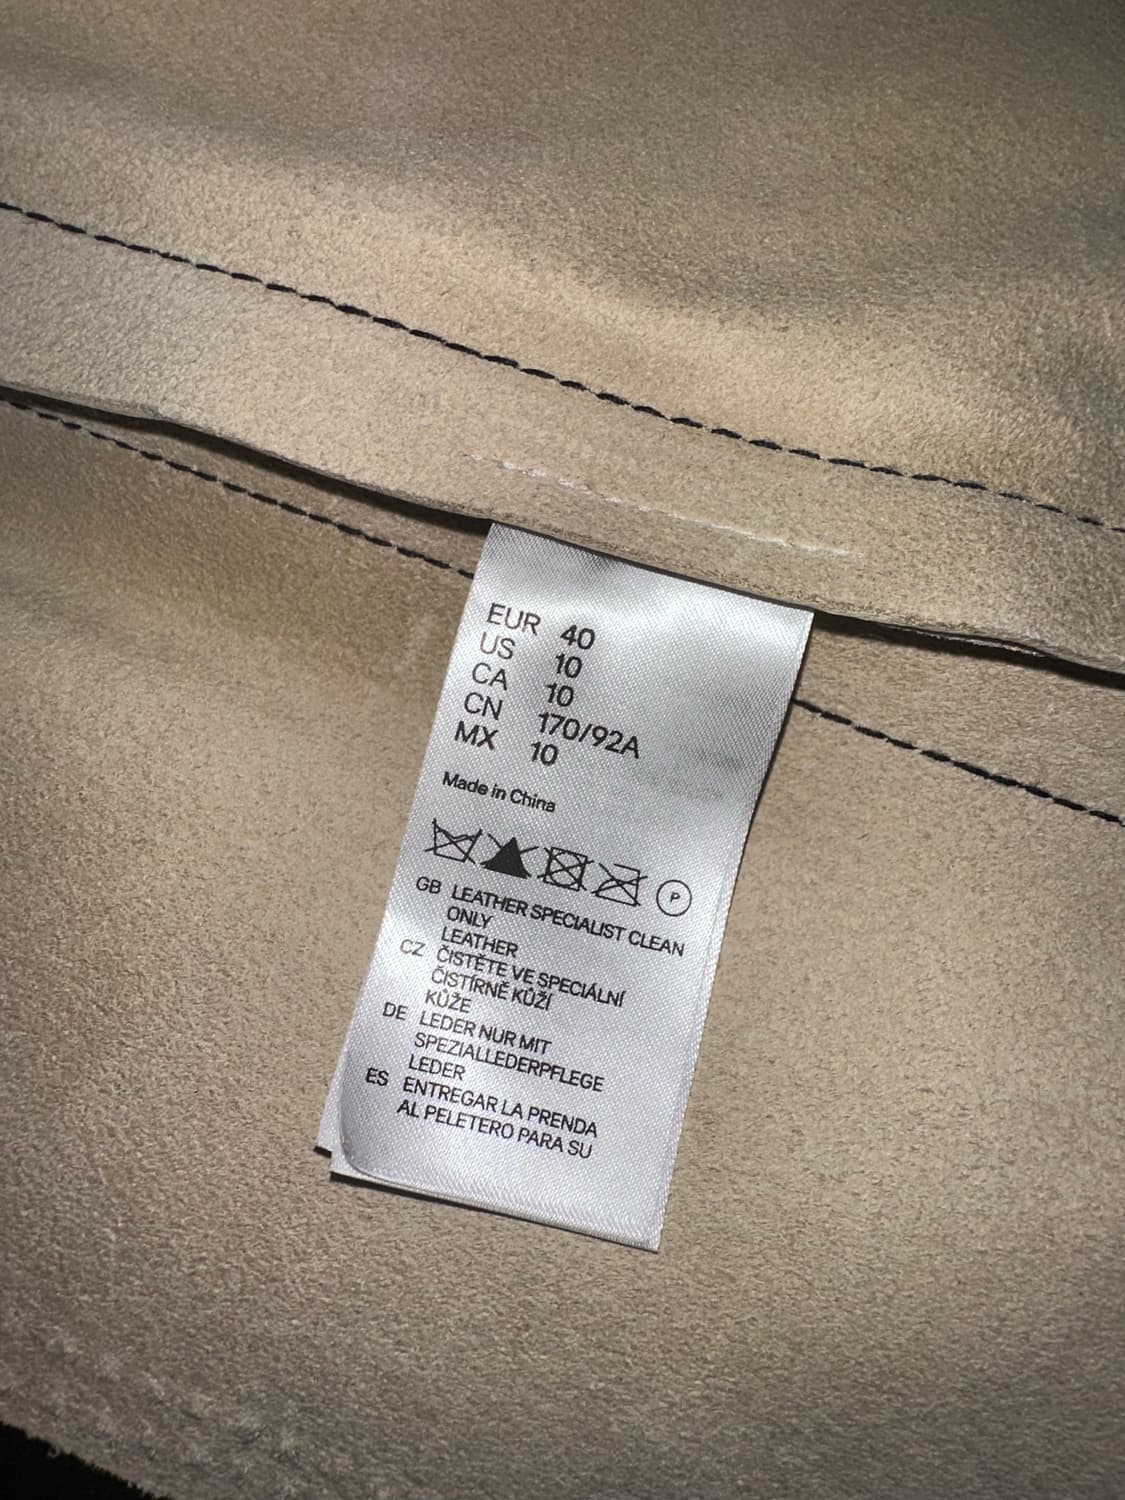 EUR 40
US 10
CA 10
CN 170/92A
MX 10
Made in China
P
GB LEATHER SPECIALIST CLEAN
ONLY
LEATHER
CZ ČISTĚTE VE SPECIÁLNÍ
ČISTÍRNĚ KŮŽÍ
KŮŽE
DE LEDER NUR MIT
SPEZIALLEDERPFLEGE
LEDER
ES ENTREGAR LA PRENDA
AL PELETERO PARA SU